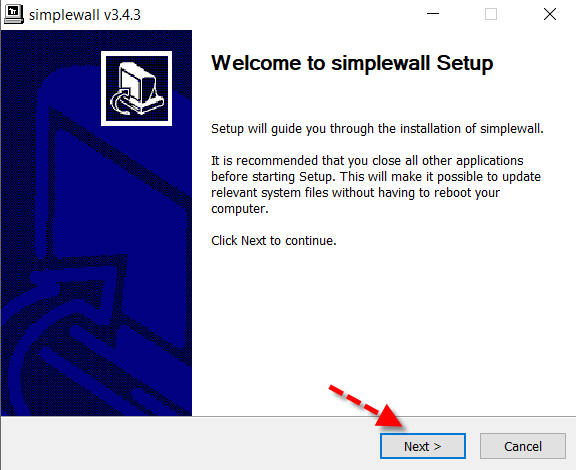 simplewall v3.4.3
Welcome to simplewall Setup
Setup will guide you through the installation of simplewall.
It is recommended that you close all other applications
before starting Setup. This will make it possible to update
relevant system files without having to reboot your
computer.
Click Next to continue.
Next >
Cancel